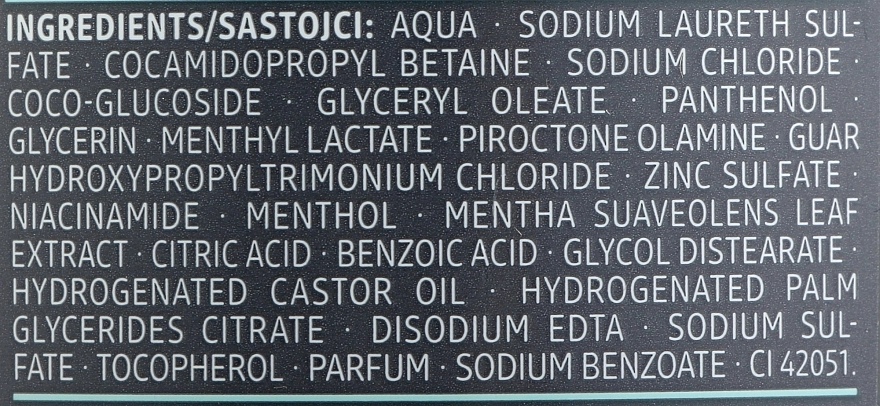 INGREDIENTS/SASTOJCI: AQUA · SODIUM LAURETH SUL-
FATE · COCAMIDOPROPYL BETAINE · SODIUM CHLORIDE ·
COCO-GLUCOSIDE · GLYCERYL OLEATE · PANTHENOL ·
GLYCERIN · MENTHYL LACTATE · PIROCTONE OLAMINE · GUAR
HYDROXYPROPYLTRIMONIUM CHLORIDE · ZINC SULFATE ·
NIACINAMIDE · MENTHOL · MENTHA SUAVEOLENS LEAF
EXTRACT · CITRIC ACID · BENZOIC ACID · GLYCOL DISTEARATE ·
HYDROGENATED CASTOR OIL · HYDROGENATED PALM
GLYCERIDES CITRATE · DISODIUM EDTA · SODIUM SUL-
FATE · TOCOPHEROL · PARFUM · SODIUM BENZOATE · CI 42051.